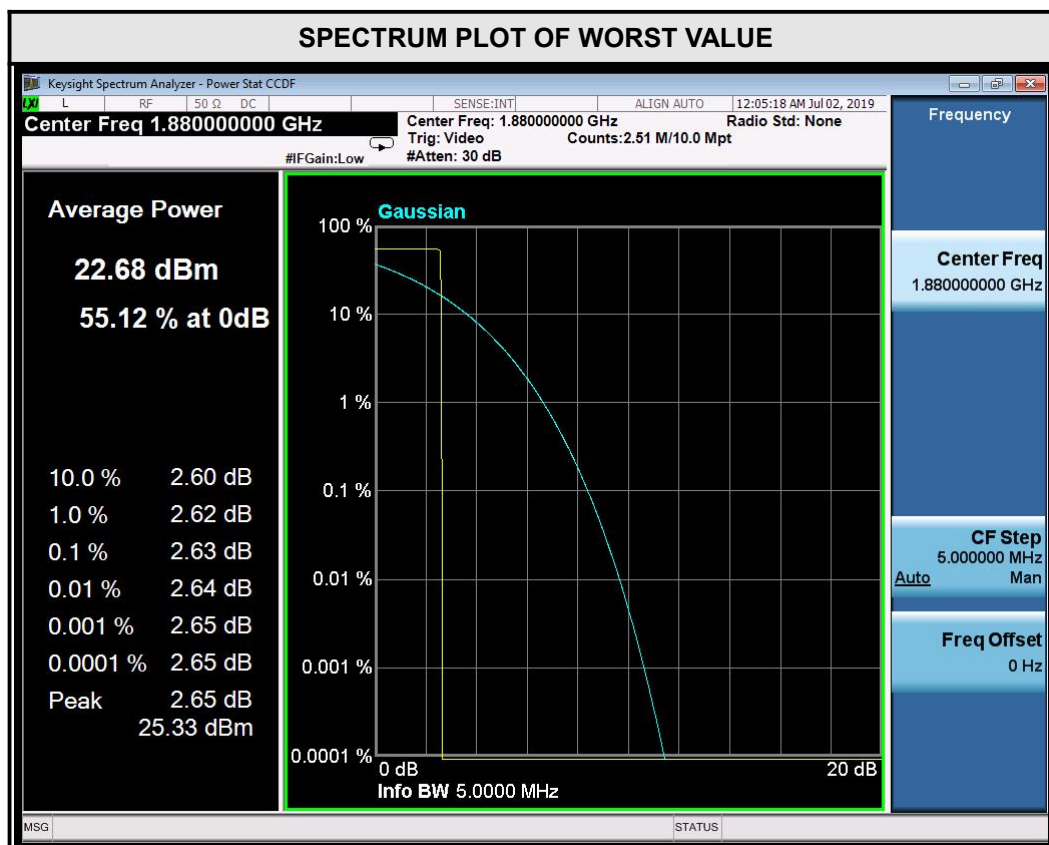 SPECTRUM PLOT OF WORST VALUE
Keysight Spectrum Analyzer - Power Stat CCDF
LXI L RF 50 Ω DC SENSE:INT ALIGN AUTO 12:05:18 AM Jul 02, 2019
Center Freq 1.880000000 GHz
Center Freq: 1.880000000 GHz Radio Std: None
Trig: Video Counts:2.51 M/10.0 Mpt
#IFGain:Low #Atten: 30 dB
Average Power
22.68 dBm
55.12 % at 0dB
10.0 % 2.60 dB
1.0 % 2.62 dB
0.1 % 2.63 dB
0.01 % 2.64 dB
0.001 % 2.65 dB
0.0001 % 2.65 dB
Peak 2.65 dB
25.33 dBm
Gaussian
100 %
10 %
1 %
0.1 %
0.01 %
0.001 %
0.0001 %
0 dB 20 dB
Info BW 5.0000 MHz
Frequency
Center Freq
1.880000000 GHz
CF Step
5.000000 MHz
Auto Man
Freq Offset
0 Hz
MSG STATUS